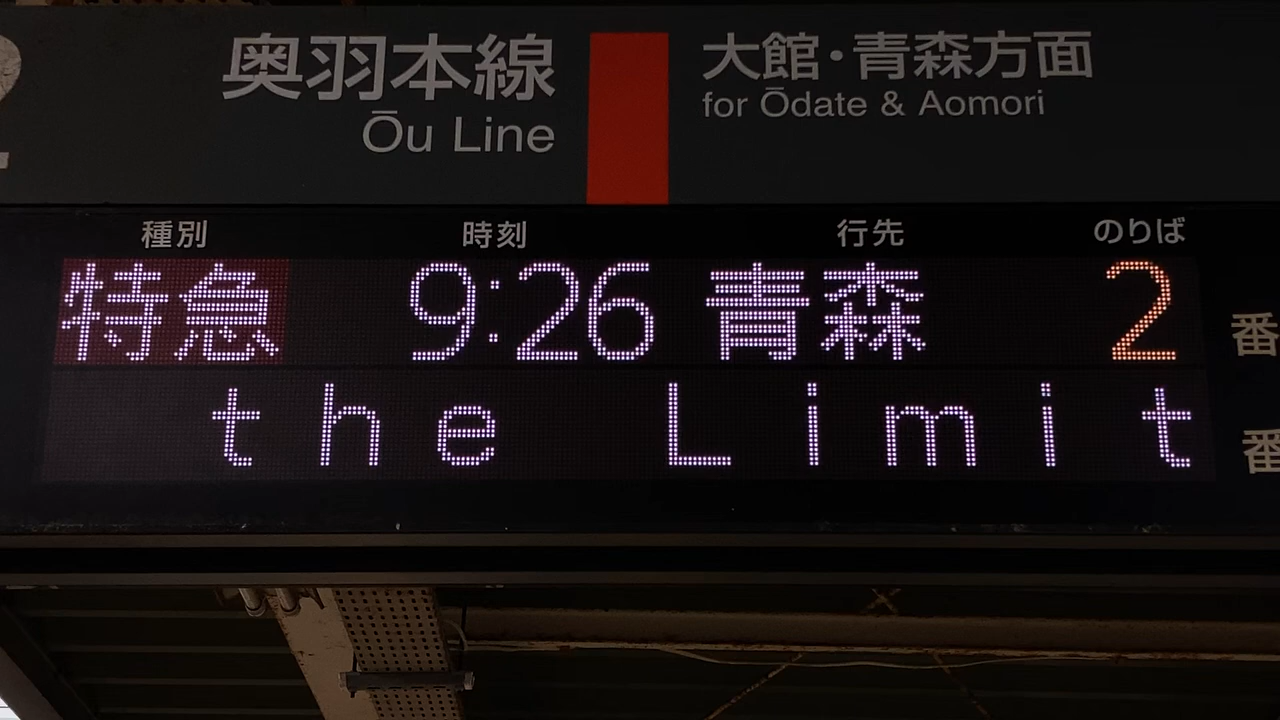 2
奥羽本線
Ōu Line
大館・青森方面
for Ōdate & Aomori
種別 時刻 行先 のりば
特急 9:26 青森 2 番
the Limit 番